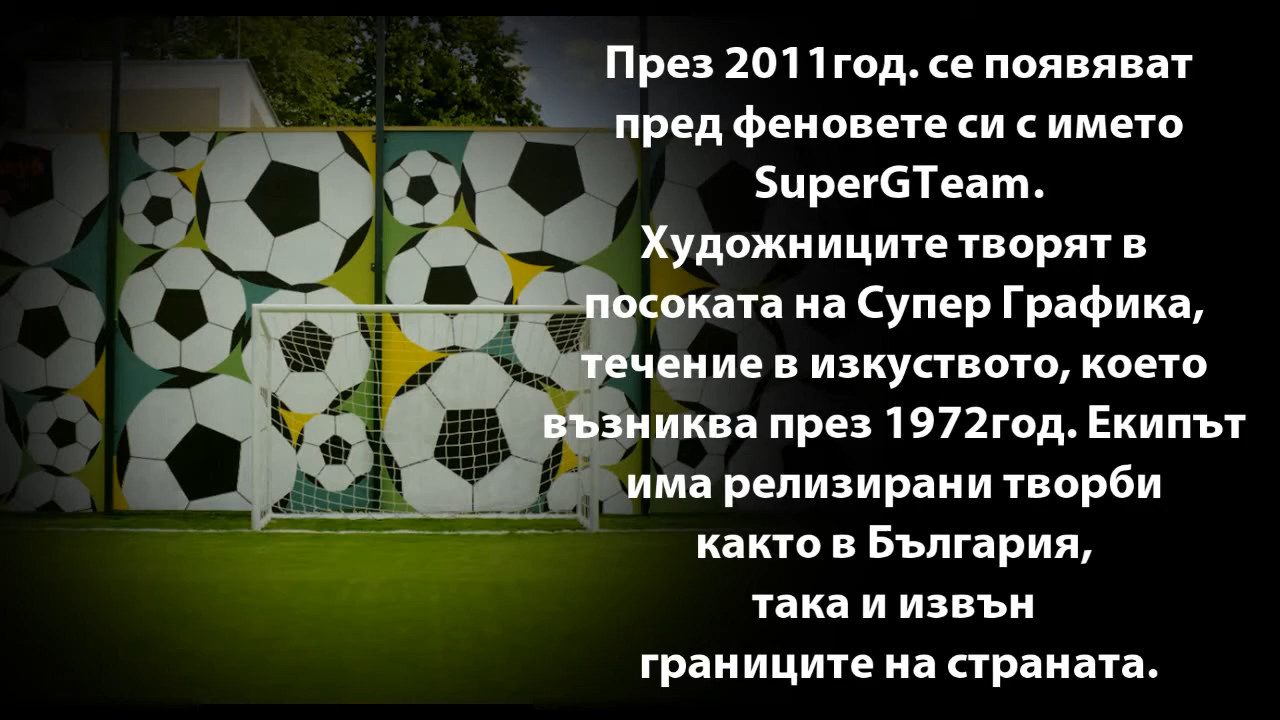 През 2011год. се появяват
пред феновете си с името
SuperGTeam.
Художниците творят в
посоката на Супер Графика,
течение в изкуството, което
възниква през 1972год. Екипът
има релизирани творби
както в България,
така и извън
границите на страната.